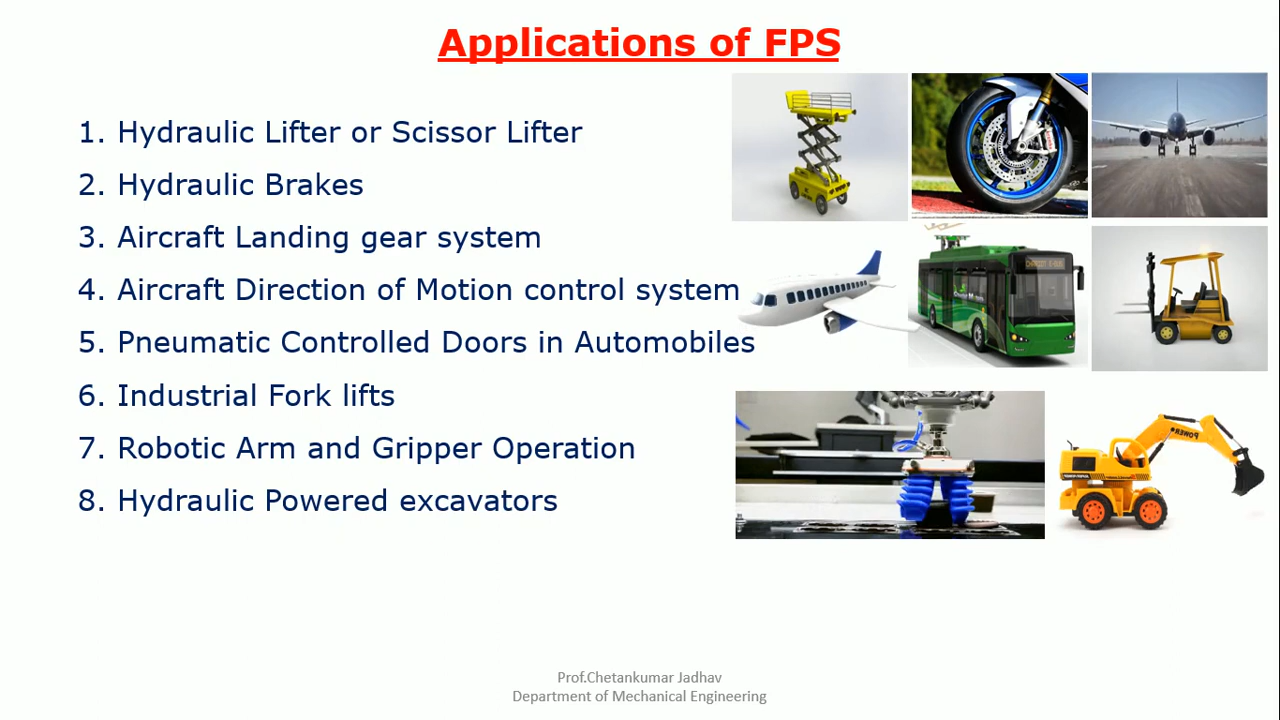 Applications of FPS
1. Hydraulic Lifter or Scissor Lifter
2. Hydraulic Brakes
3. Aircraft Landing gear system
4. Aircraft Direction of Motion control system
5. Pneumatic Controlled Doors in Automobiles
6. Industrial Fork lifts
7. Robotic Arm and Gripper Operation
8. Hydraulic Powered excavators
POWER
Prof.Chetankumar Jadhav
Department of Mechanical Engineering